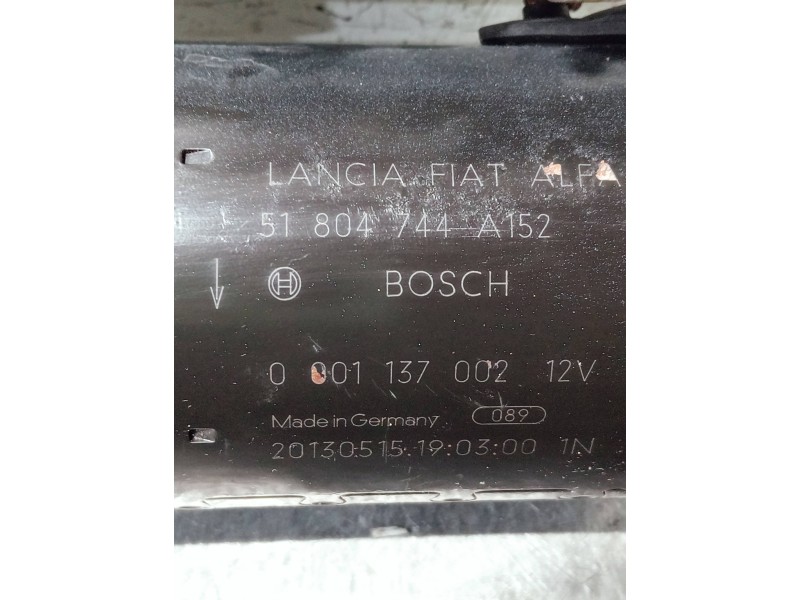 LANCIA FIAT ALFA
51 804 744 A152
BOSCH
0 001 137 002 12V
Made in Germany 089
20130515.19:03:00 1N